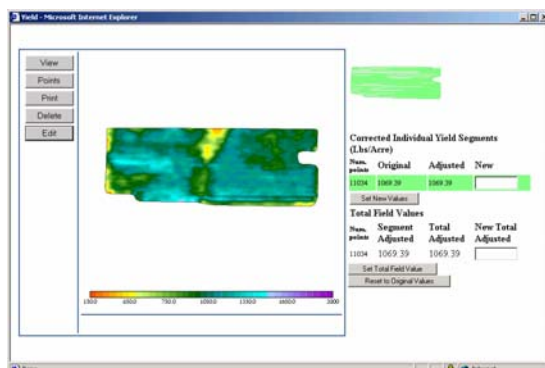 Yield - Microsoft Internet Explorer
View
Points
Print
Delete
Edit
Corrected Individual Yield Segments
(Lbs/Acre)
Num. points Original Adjusted New
11034 1069.39 1069.39
Set New Values
Total Field Values
Num. points Segment Adjusted Total Adjusted New Total Adjusted
11034 1069.39 1069.39
Set Total Field Value
Reset to Original Values